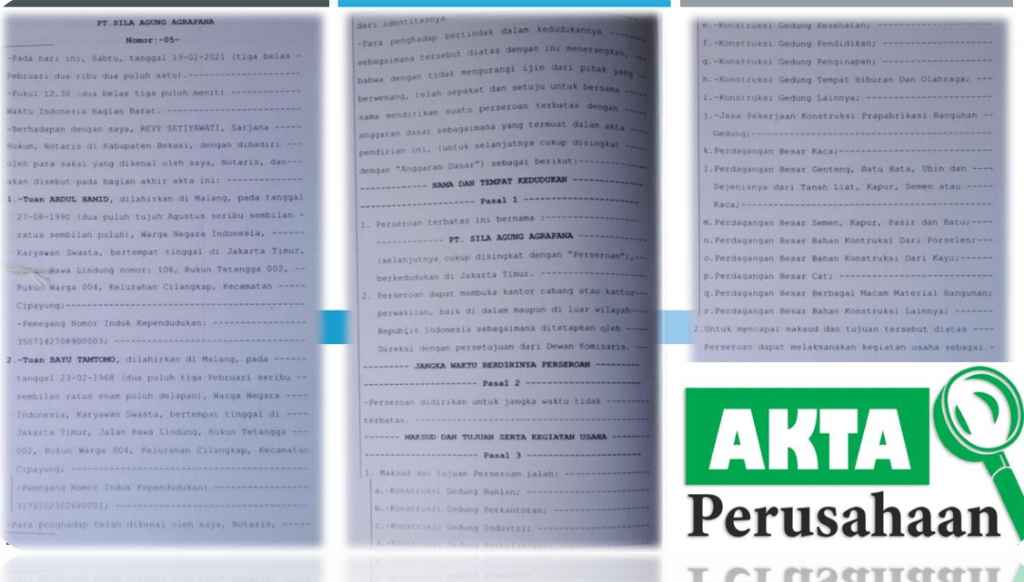 PT.SILA AGUNG AGRAPANA
Nomor:-05-
-Pada hari ini, Sabtu, tanggal 13-02-2021 (tiga belas -
Februari dua ribu dua puluh satu).
-Pukul 12.30 (dua belas tiga puluh menit)
Waktu Indonesia Bagian Barat.
-Berhadapan dengan saya, REVY SETIYAWATI, Sarjana
Hukum, Notaris di Kabupaten Bekasi, dengan dihadiri
oleh para saksi yang dikenal oleh saya, Notaris, dan
akan disebut pada bagian akhir akta ini:
1.-Tuan ABDUL HAMID, dilahirkan di Malang, pada tanggal
27-08-1990 (dua puluh tujuh Agustus seribu sembilan -
ratus sembilan puluh), Warga Negara Indonesia,
Karyawan Swasta, bertempat tinggal di Jakarta Timur,
Rawa Lindung nomor: 108, Rukun Tetangga 002,
Rukun Warga 004, Kelurahan Cilangkap, Kecamatan
Cipayung;
-Pemegang Nomor Induk Kependudukan:
2.-Tuan BAYU TAMTOMO, dilahirkan di Malang, pada
tanggal 23-02-1968 (dua puluh tiga Februari seribu
sembilan ratus enam puluh delapan), Warga Negara
Indonesia, Karyawan Swasta, bertempat tinggal di
Jakarta Timur, Jalan Rawa Lindung, Rukun Tetangga
002, Rukun Warga 004, Kelurahan Cilangkap, Kecamatan
Cipayung;
-Pemegang Nomor Induk Kependudukan:
-Para penghadap telah dikenal oleh saya, Notaris,
dari identitasnya
-Para penghadap bertindak dalam kedudukannya
sebagaimana tersebut diatas dengan ini menerangkan,
bahwa dengan tidak mengurangi ijin dari pihak yang
berwenang, telah sepakat dan setuju untuk bersama
sama mendirikan suatu perseroan terbatas dengan
anggaran dasar sebagaimana yang termuat dalam akta
pendirian ini, (untuk selanjutnya cukup disingkat
dengan "Anggaran Dasar") sebagai berikut:
NAMA DAN TEMPAT KEDUDUKAN
Pasal 1
1. Perseroan terbatas ini bernama :
PT. SILA AGUNG AGRAPANA
(selanjutnya cukup disingkat dengan "Perseroan"),
berkedudukan di Jakarta Timur.
2. Perseroan dapat membuka kantor cabang atau kantor
perwakilan, baik di dalam maupun di luar wilayah
Republik Indonesia sebagaimana ditetapkan oleh
Direksi dengan persetujuan dari Dewan Komisaris.
JANGKA WAKTU BERDIRINYA PERSEROAN
Pasal 2
-Perseroan didirikan untuk jangka waktu tidak
terbatas.
MAKSUD DAN TUJUAN SERTA KEGIATAN USAHA
Pasal 3
1. Maksud dan Tujuan Perseroan ialah:
a.-Konstruksi Gedung Hunian;
b.-Konstruksi Gedung Perkantoran;
c.-Konstruksi Gedung Industri;
e.-Konstruksi Gedung Kesehatan;
f.-Konstruksi Gedung Pendidikan;
g.-Konstruksi Gedung Penginapan;
h.-Konstruksi Gedung Tempat Hiburan Dan Olahraga;
i.-Konstruksi Gedung Lainnya;
j.-Jasa Pekerjaan Konstruksi Prapabrikasi Bangunan
Gedung;
k.Perdagangan Besar Kaca;
l.Perdagangan Besar Genteng, Batu Bata, Ubin dan
Sejenisnya dari Tanah Liat, Kapur, Semen atau
Kaca;
m.Perdagangan Besar Semen, Kapur, Pasir dan Batu;
n.Perdagangan Besar Bahan Kontruksi Dari Porselen;
o.Perdagangan Besar Bahan Kontruksi Dari Kayu;
p.Perdagangan Besar Cat;
q.Perdagangan Besar Berbagai Macam Material Bangunan;
r.Perdagangan Besar Bahan Konstruksi Lainnya;
2.Untuk mencapai maksud dan tujuan tersebut diatas
Perseroan dapat melaksanakan kegiatan usaha sebagai -
AKTA
Perusahaan